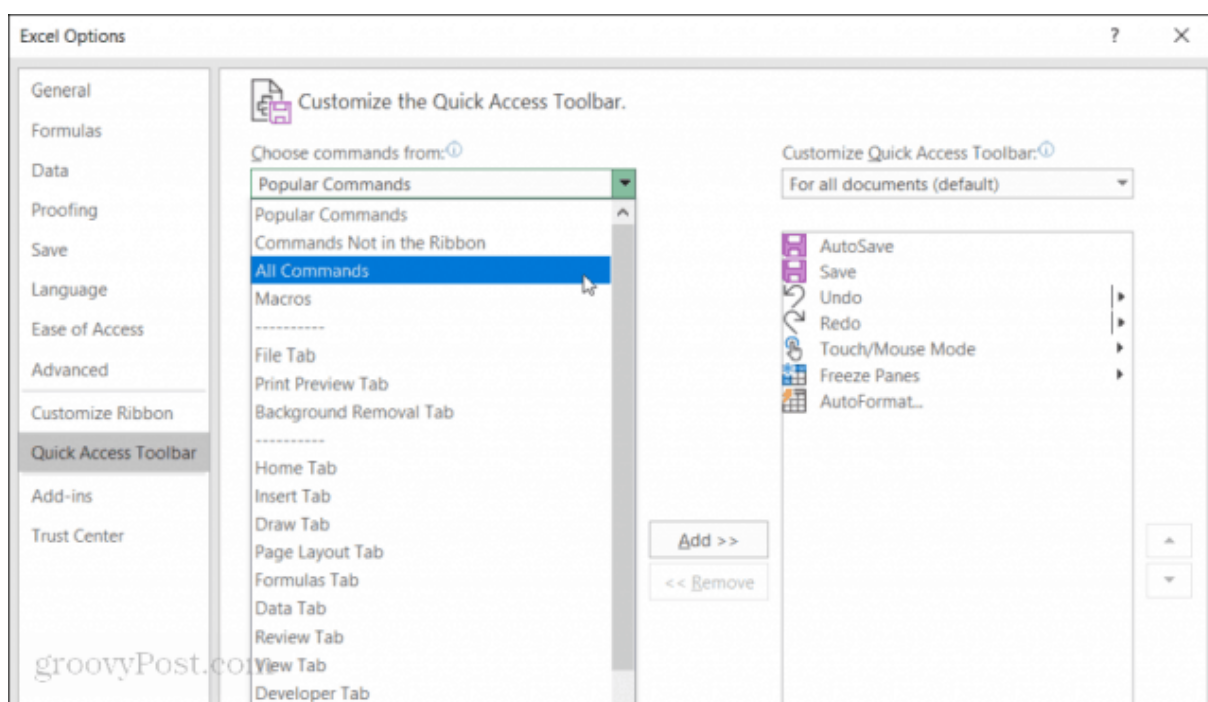 Excel Options
?
General
Formulas
Data
Proofing
Save
Language
Ease of Access
Advanced
Customize Ribbon
Quick Access Toolbar
Add-ins
Trust Center
Customize the Quick Access Toolbar.
Choose commands from:
Popular Commands
Popular Commands
Commands Not in the Ribbon
All Commands
Macros
----------
File Tab
Print Preview Tab
Background Removal Tab
----------
Home Tab
Insert Tab
Draw Tab
Page Layout Tab
Formulas Tab
Data Tab
Review Tab
View Tab
Developer Tab
Add >>
<< Remove
Customize Quick Access Toolbar:
For all documents (default)
AutoSave
Save
Undo
Redo
Touch/Mouse Mode
Freeze Panes
AutoFormat...
groovyPost.com